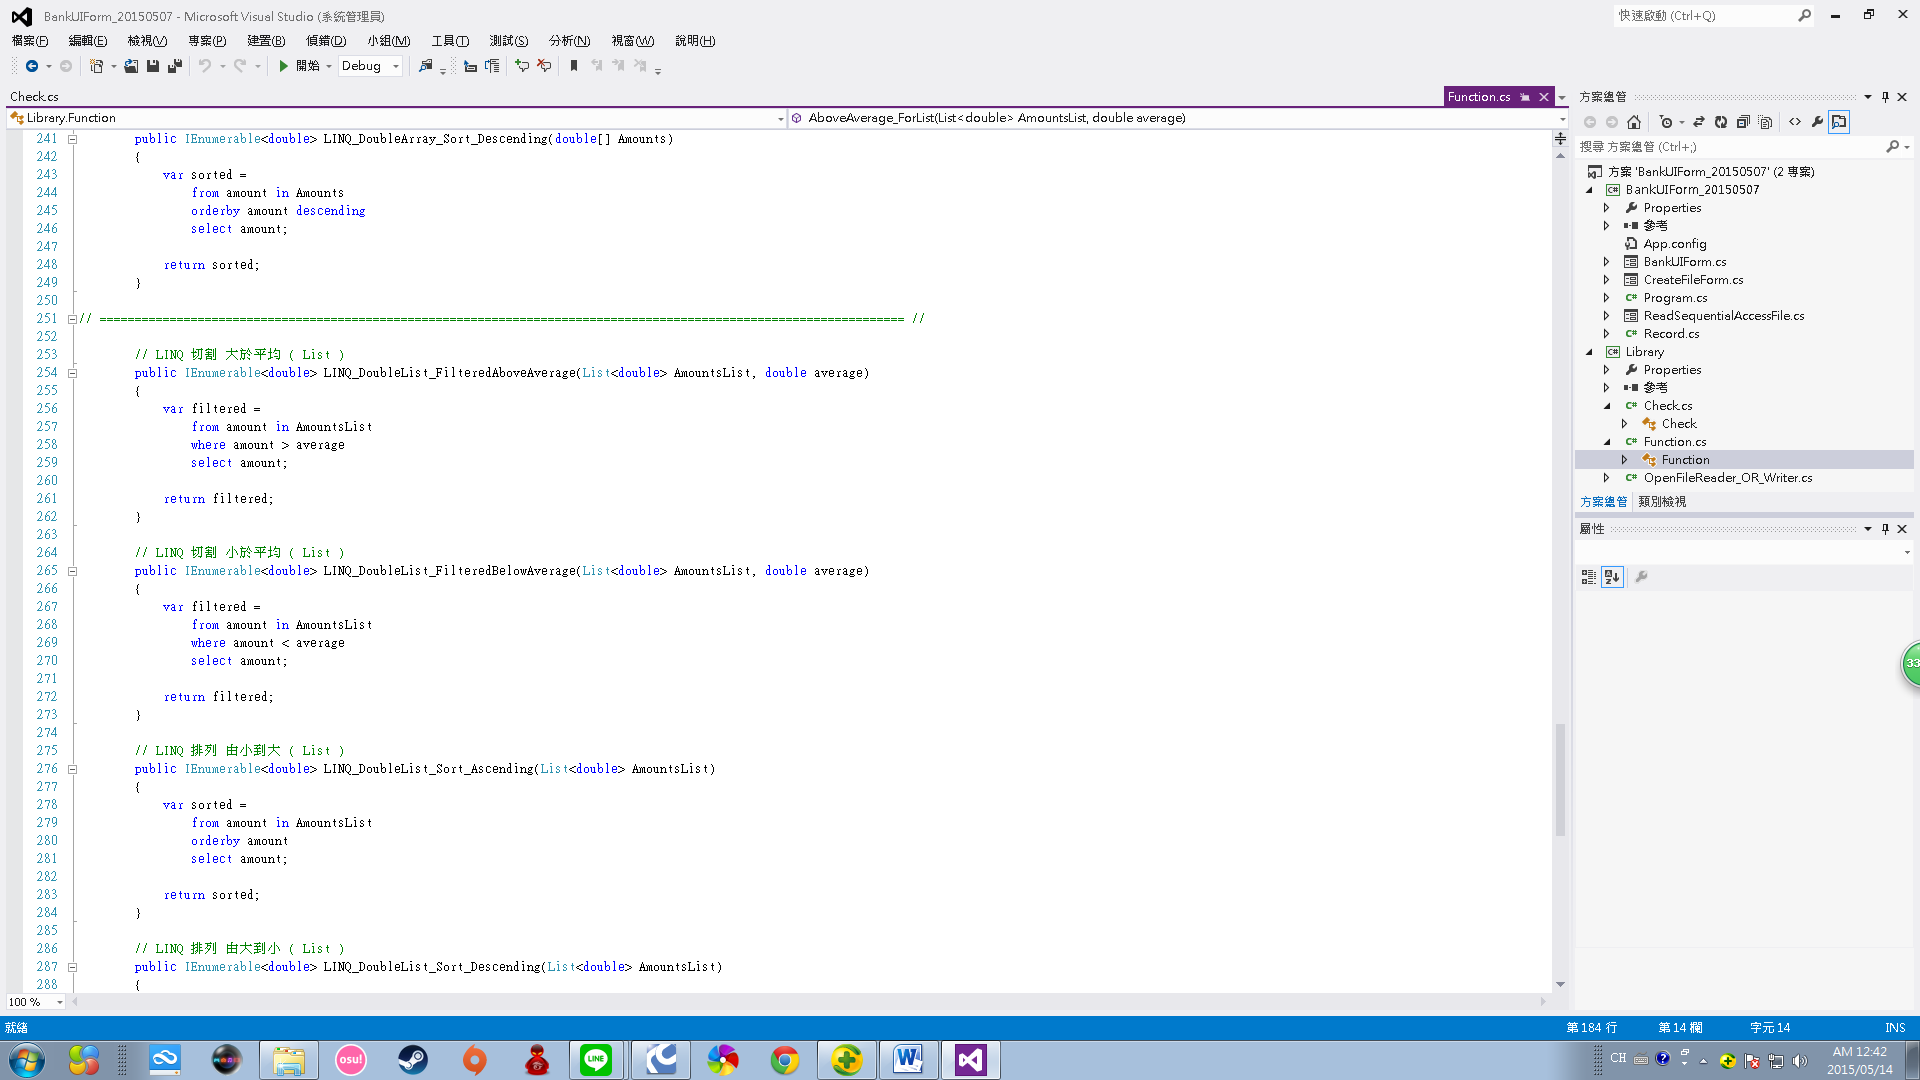 BankUIForm_20150507 - Microsoft Visual Studio (系統管理員)
快速啟動 (Ctrl+Q)
檔案(F) 編輯(E) 檢視(V) 專案(P) 建置(B) 偵錯(D) 小組(M) 工具(T) 測試(S) 分析(N) 視窗(W) 說明(H)
開始 Debug
Check.cs
Function.cs
Library.Function
AboveAverage_ForList(List<double> AmountsList, double average)
241 public IEnumerable<double> LINQ_DoubleArray_Sort_Descending(double[] Amounts)
242 {
243 var sorted =
244 from amount in Amounts
245 orderby amount descending
246 select amount;
247
248 return sorted;
249 }
250
251 // =================================================================================================================== //
252
253 // LINQ 切割 大於平均 ( List )
254 public IEnumerable<double> LINQ_DoubleList_FilteredAboveAverage(List<double> AmountsList, double average)
255 {
256 var filtered =
257 from amount in AmountsList
258 where amount > average
259 select amount;
260
261 return filtered;
262 }
263
264 // LINQ 切割 小於平均 ( List )
265 public IEnumerable<double> LINQ_DoubleList_FilteredBelowAverage(List<double> AmountsList, double average)
266 {
267 var filtered =
268 from amount in AmountsList
269 where amount < average
270 select amount;
271
272 return filtered;
273 }
274
275 // LINQ 排列 由小到大 ( List )
276 public IEnumerable<double> LINQ_DoubleList_Sort_Ascending(List<double> AmountsList)
277 {
278 var sorted =
279 from amount in AmountsList
280 orderby amount
281 select amount;
282
283 return sorted;
284 }
285
286 // LINQ 排列 由大到小 ( List )
287 public IEnumerable<double> LINQ_DoubleList_Sort_Descending(List<double> AmountsList)
288 {
100 %
方案總管
搜尋 方案總管 (Ctrl+;)
方案 'BankUIForm_20150507' (2 專案)
BankUIForm_20150507
Properties
參考
App.config
BankUIForm.cs
CreateFileForm.cs
Program.cs
ReadSequentialAccessFile.cs
Record.cs
Library
Properties
參考
Check.cs
Check
Function.cs
Function
OpenFileReader_OR_Writer.cs
方案總管 類別檢視
屬性
33
就緒
第 184 行 第 14 欄 字元 14 INS
osu!
LINE
CH
AM 12:42
2015/05/14